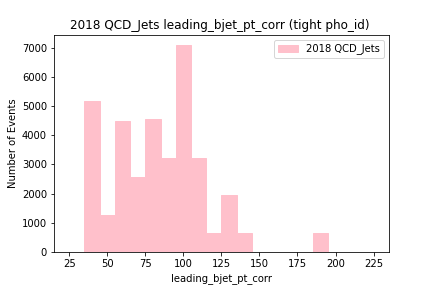 2018 QCD_Jets leading_bjet_pt_corr (tight pho_id)
2018 QCD_Jets
7000
6000
5000
4000
3000
2000
1000
0
Number of Events
25 50 75 100 125 150 175 200 225
leading_bjet_pt_corr